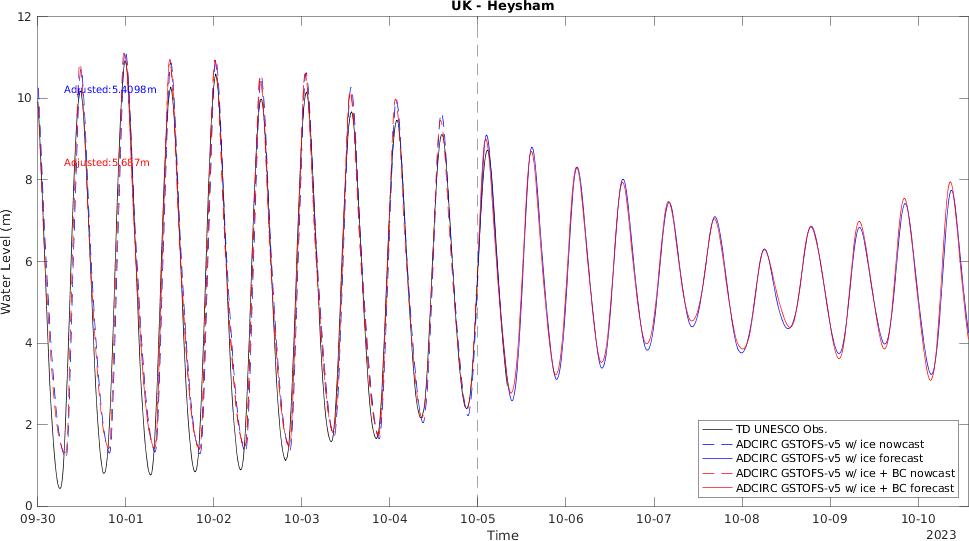 UK - Heysham
12
10
8
6
4
2
0
Water Level (m)
Adjusted:5.4098m
Adjusted:5.687m
TD UNESCO Obs.
ADCIRC GSTOFS-v5 w/ ice nowcast
ADCIRC GSTOFS-v5 w/ ice forecast
ADCIRC GSTOFS-v5 w/ ice + BC nowcast
ADCIRC GSTOFS-v5 w/ ice + BC forecast
09-30 10-01 10-02 10-03 10-04 10-05 10-06 10-07 10-08 10-09 10-10
2023
Time